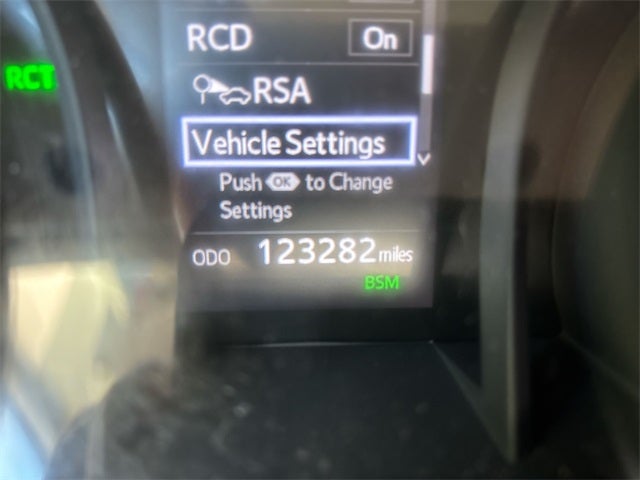 RCD On
RCT
RSA
Vehicle Settings
Push OK to Change
Settings
ODO 123282 miles
BSM